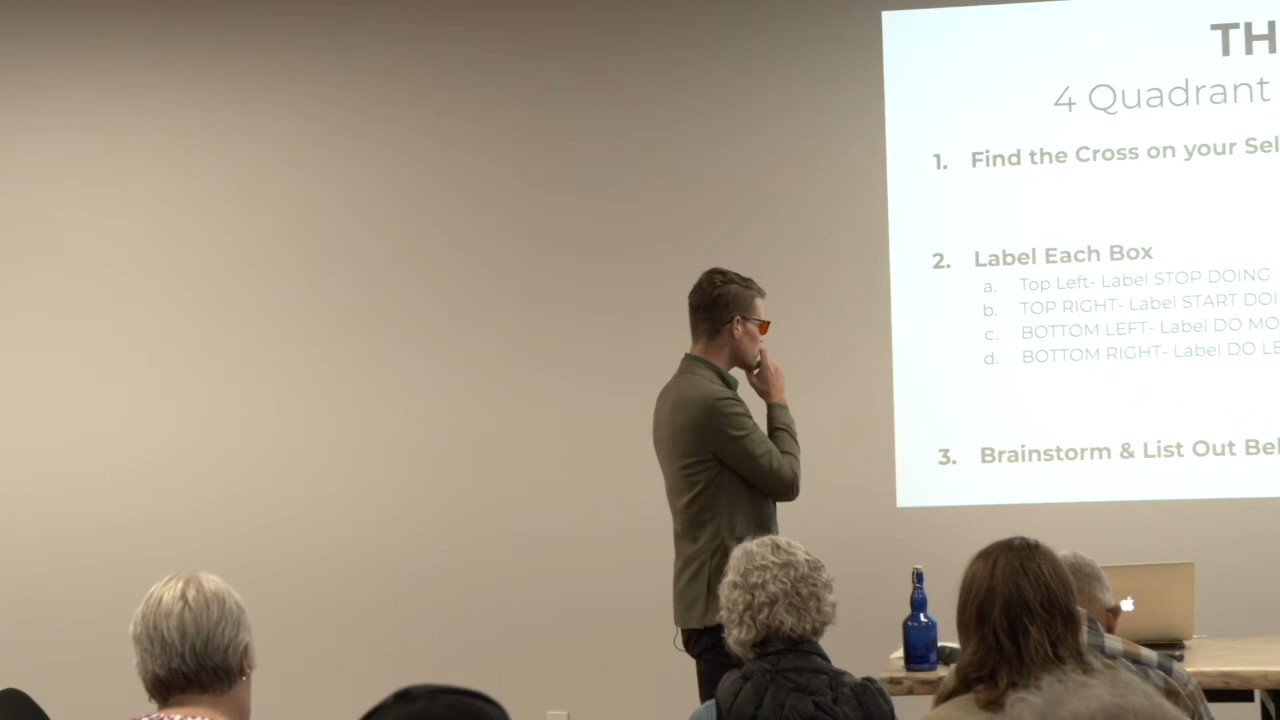 TH
4 Quadrant
1. Find the Cross on your Sel
2. Label Each Box
a. Top Left- Label STOP DOING
b. TOP RIGHT- Label START DOI
c. BOTTOM LEFT- Label DO MO
d. BOTTOM RIGHT- Label DO LE
3. Brainstorm & List Out Bel